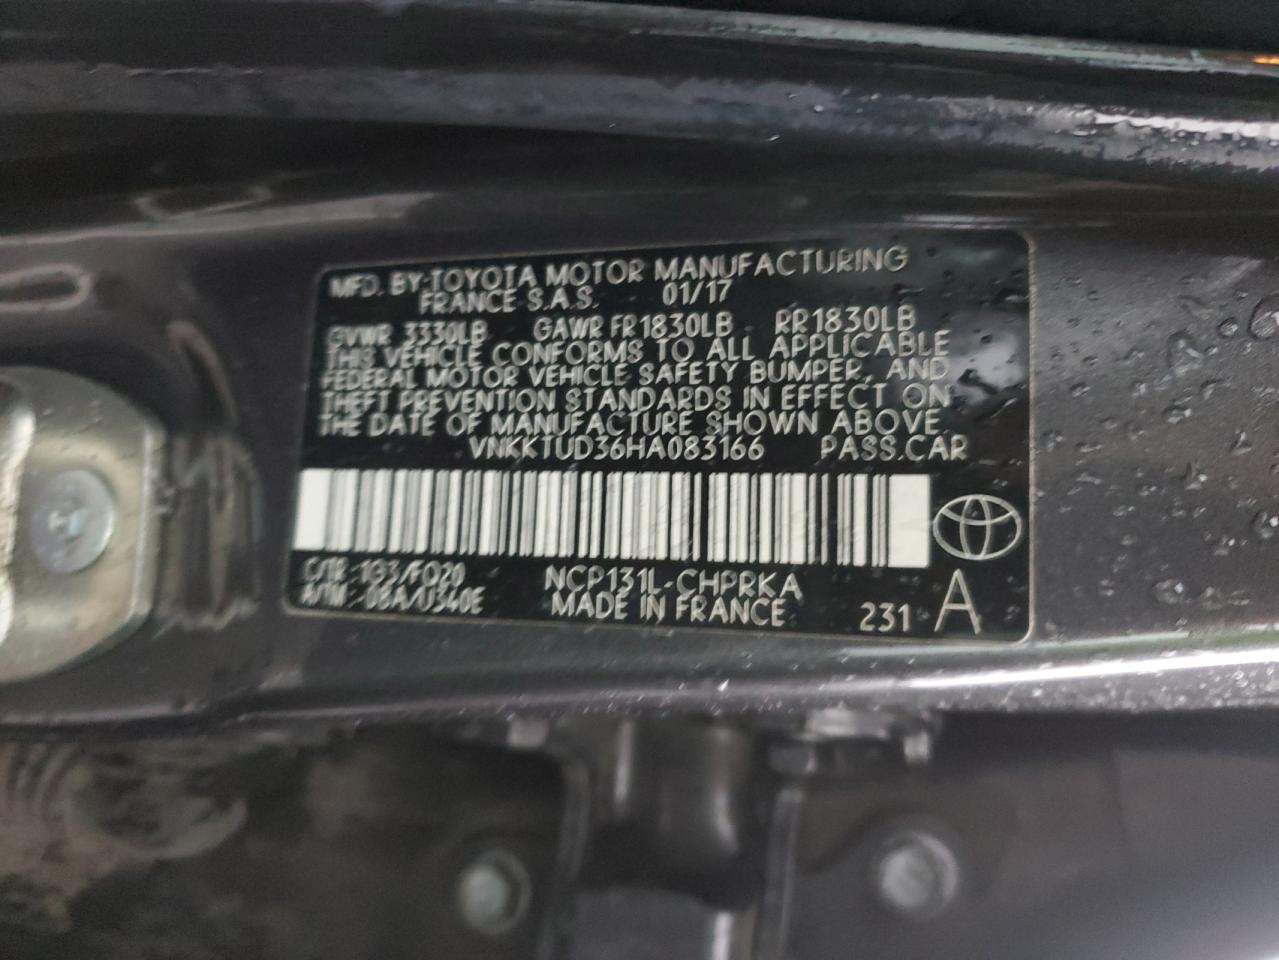 MFD. BY:TOYOTA MOTOR MANUFACTURING
FRANCE S.A.S. 01/17
GVWR 3330LB GAWR FR1830LB RR1830LB
THIS VEHICLE CONFORMS TO ALL APPLICABLE
FEDERAL MOTOR VEHICLE SAFETY BUMPER, AND
THEFT PREVENTION STANDARDS IN EFFECT ON
THE DATE OF MANUFACTURE SHOWN ABOVE.
VNKKTUD36HA083166 PASS.CAR
C/TR :1G3/FQ20 NCP131L-CHPRKA
A/TM :08A/U340E MADE IN FRANCE 231 A